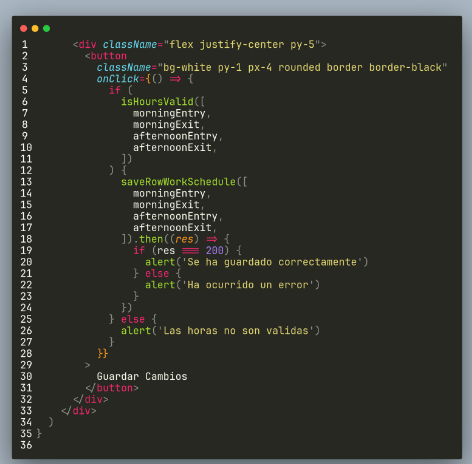 1 <div className="flex justify-center py-5">
2 <button
3 className="bg-white py-1 px-4 rounded border border-black"
4 onClick={() => {
5 if (
6 isHoursValid([
7 morningEntry,
8 morningExit,
9 afternoonEntry,
10 afternoonExit,
11 ])
12 ) {
13 saveRowWorkSchedule([
14 morningEntry,
15 morningExit,
16 afternoonEntry,
17 afternoonExit,
18 ]).then((res) => {
19 if (res === 200) {
20 alert('Se ha guardado correctamente')
21 } else {
22 alert('Ha ocurrido un error')
23 }
24 })
25 } else {
26 alert('Las horas no son validas')
27 }
28 }}
29 >
30 Guardar Cambios
31 </button>
32 </div>
33 </div>
34 )
35 }
36